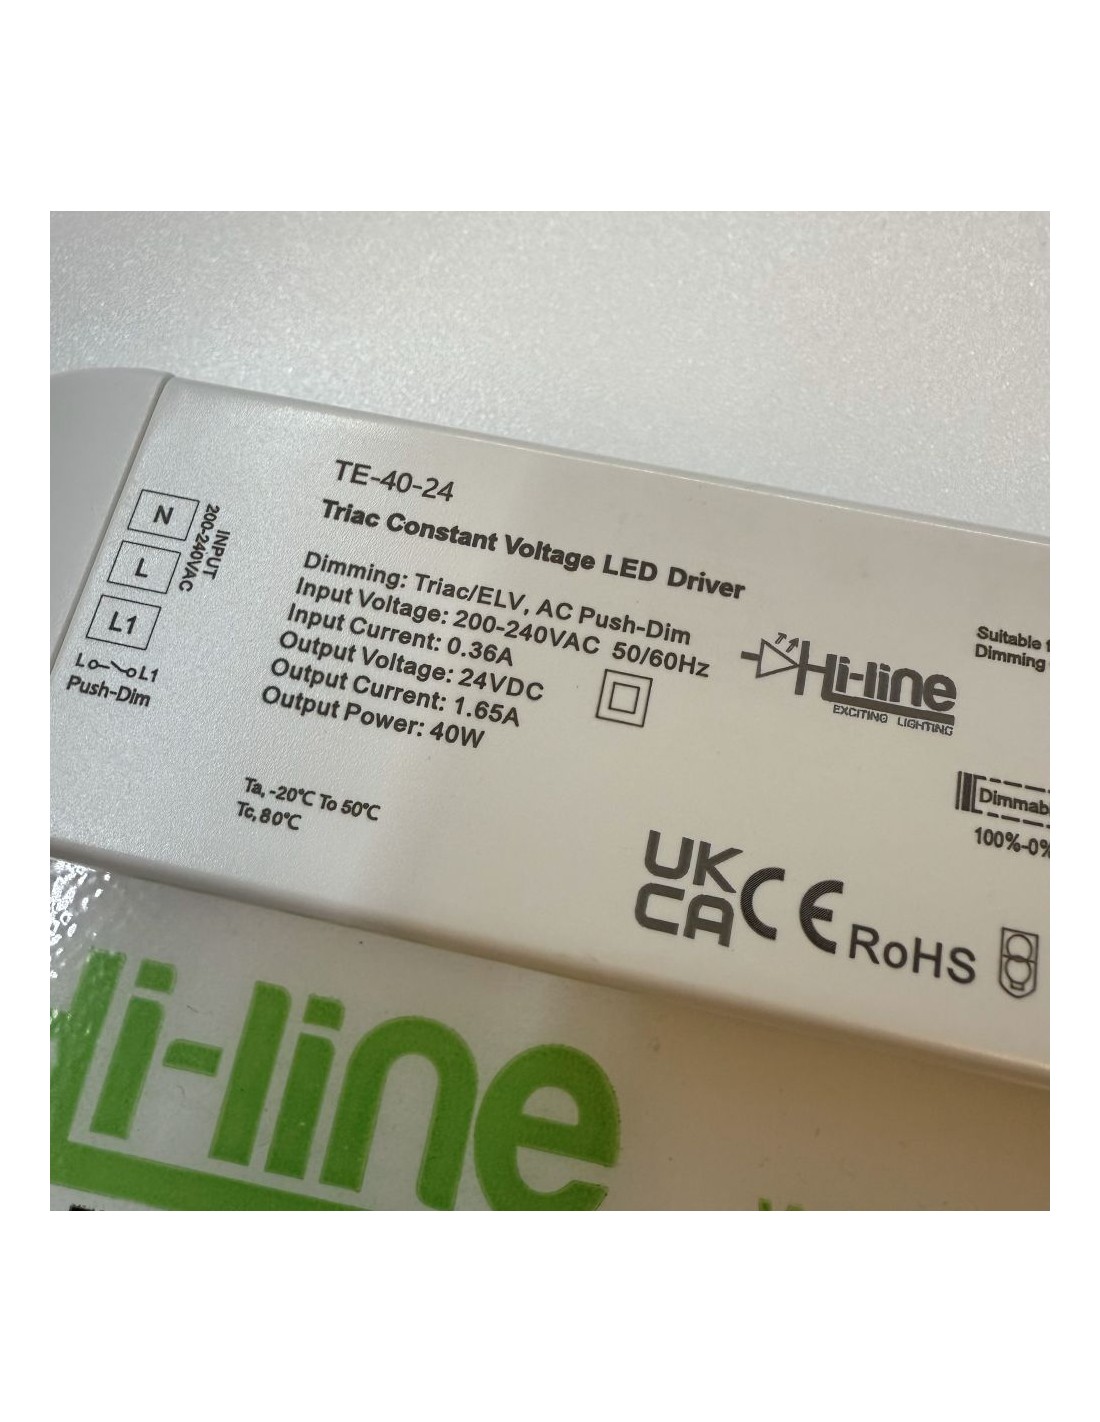 TE-40-24
Triac Constant Voltage LED Driver
Dimming: Triac/ELV, AC Push-Dim
Input Voltage: 200-240VAC 50/60Hz
Input Current: 0.36A
Output Voltage: 24VDC
Output Current: 1.65A
Output Power: 40W
Ta, -20℃ To 50℃
Tc, 80℃
N
L
L1
INPUT
200-240VAC
L L1
Push-Dim
Hi-line
EXCITING LIGHTING
Suitable
Dimming
Dimmab
100%-0%
UK
CA
CE
RoHS
Hi-line